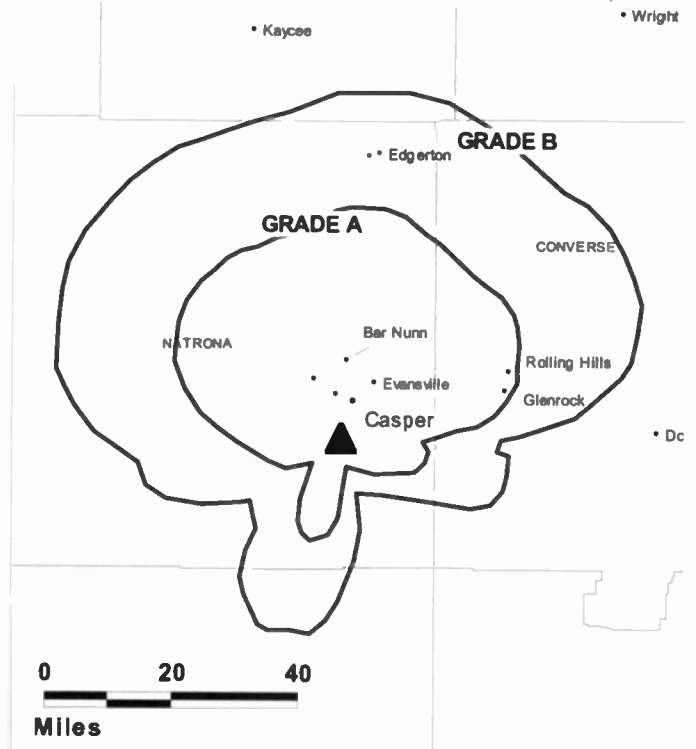 Wright
Kaycee
GRADE B
Edgerton
GRADE A
CONVERSE
Bar Nunn
NATRONA
Rolling Hills
Evansville
Glenrock
Casper
Dc
0 20 40
Miles